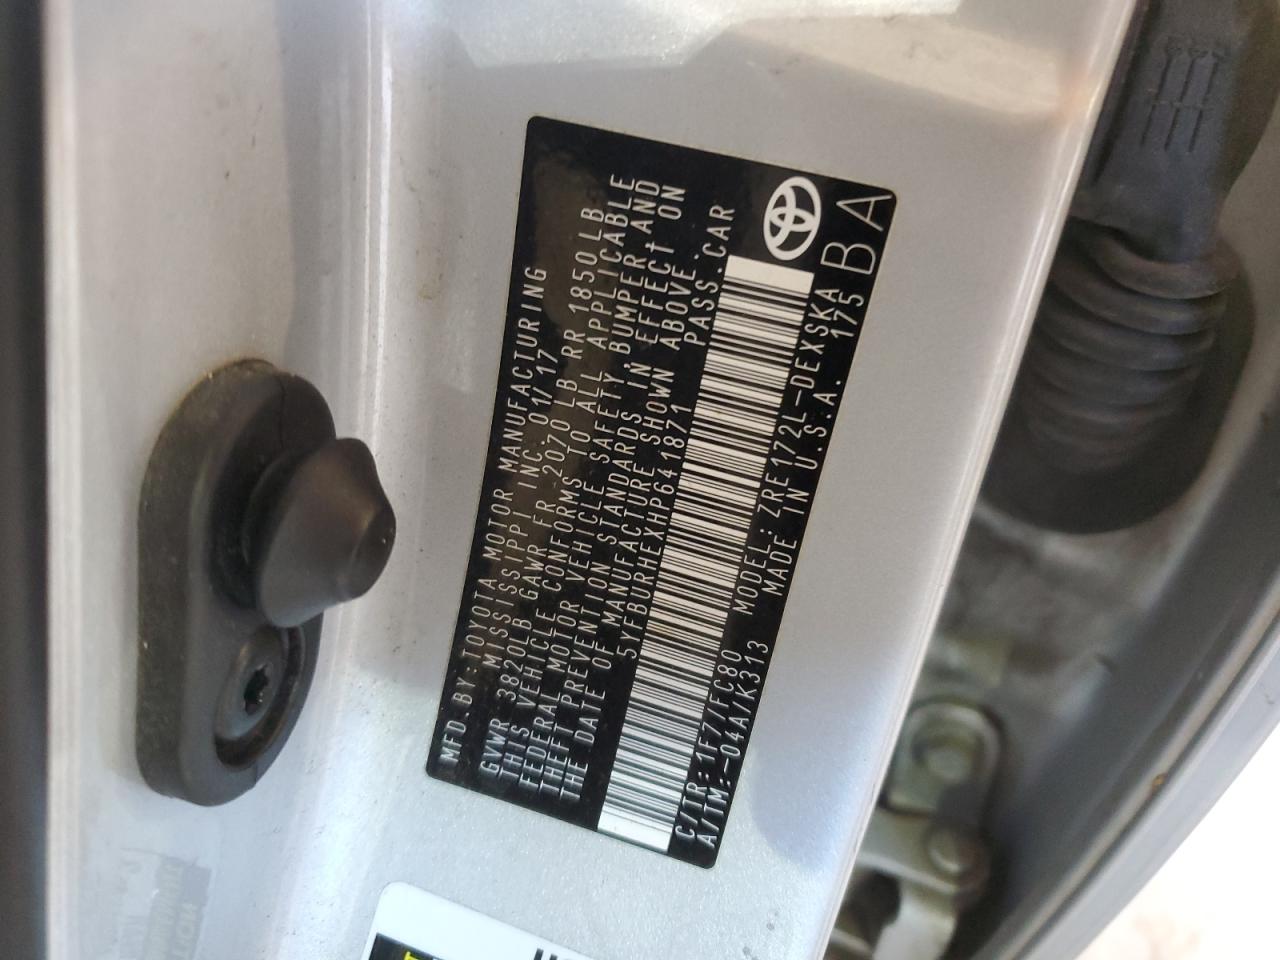 MFD. BY: TOYOTA MOTOR MANUFACTURING
MISSISSIPPI INC. 01/17
GVWR 3820LB GAWR FR 2070 LB RR 1850LB
THIS VEHICLE CONFORMS TO ALL APPLICABLE
FEDERAL MOTOR VEHICLE SAFETY, BUMPER, AND
THEFT PREVENTION STANDARDS IN EFFECT ON
THE DATE OF MANUFACTURE SHOWN ABOVE.
5YFBURHEXHP641871 PASS. CAR
C/TR: 1F7/FC80 MODEL: ZRE172L-DEXSKA
A/TM: -04A/K313 MADE IN U.S.A. 175
BA